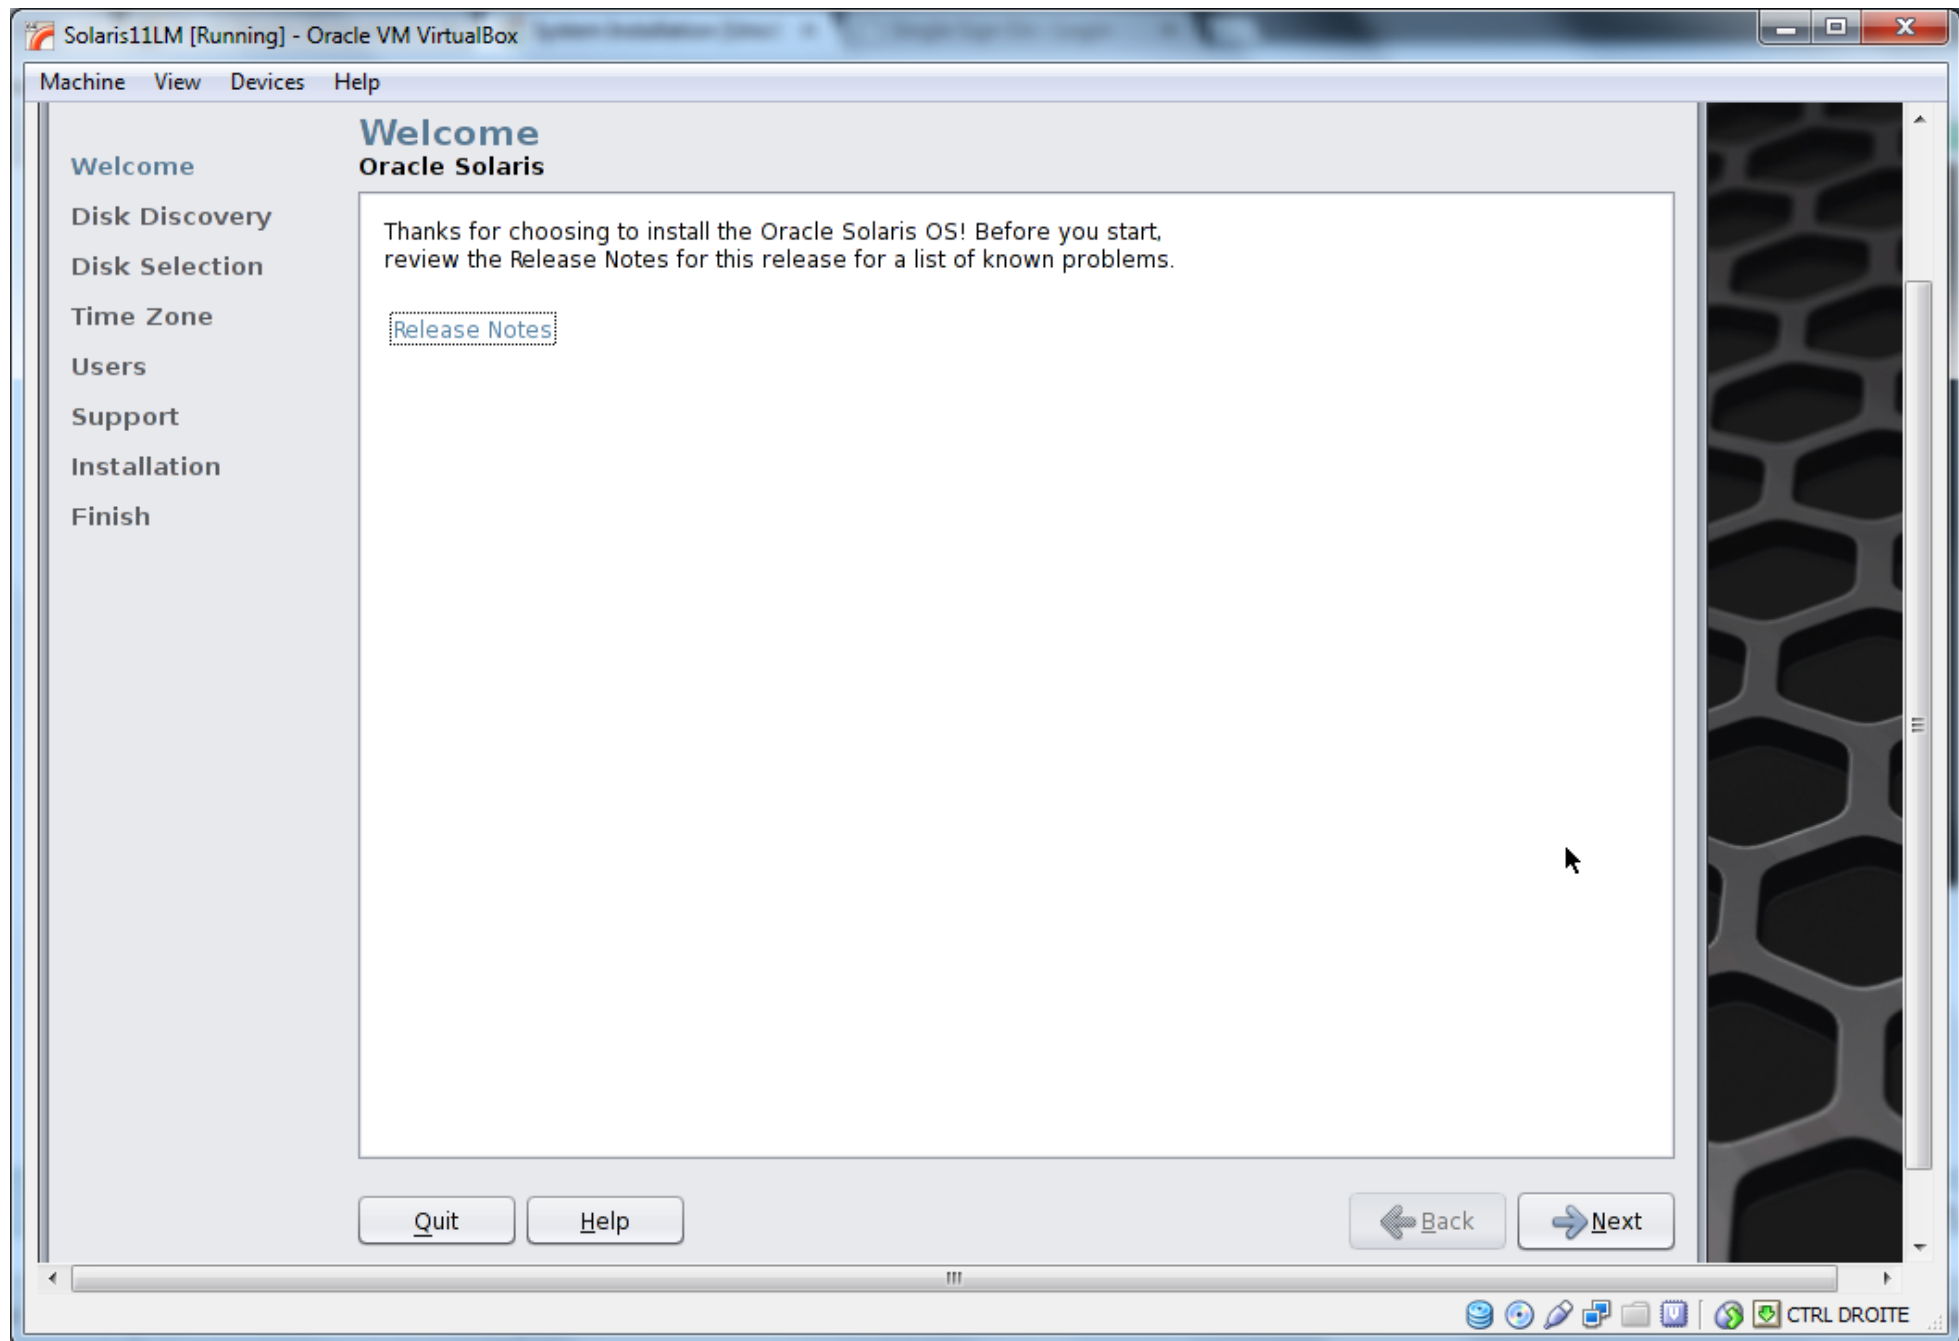 Solaris11LM [Running] - Oracle VM VirtualBox
Machine View Devices Help
Welcome
Disk Discovery
Disk Selection
Time Zone
Users
Support
Installation
Finish
Welcome
Oracle Solaris
Thanks for choosing to install the Oracle Solaris OS! Before you start,
review the Release Notes for this release for a list of known problems.
Release Notes
Quit Help Back Next
CTRL DROITE